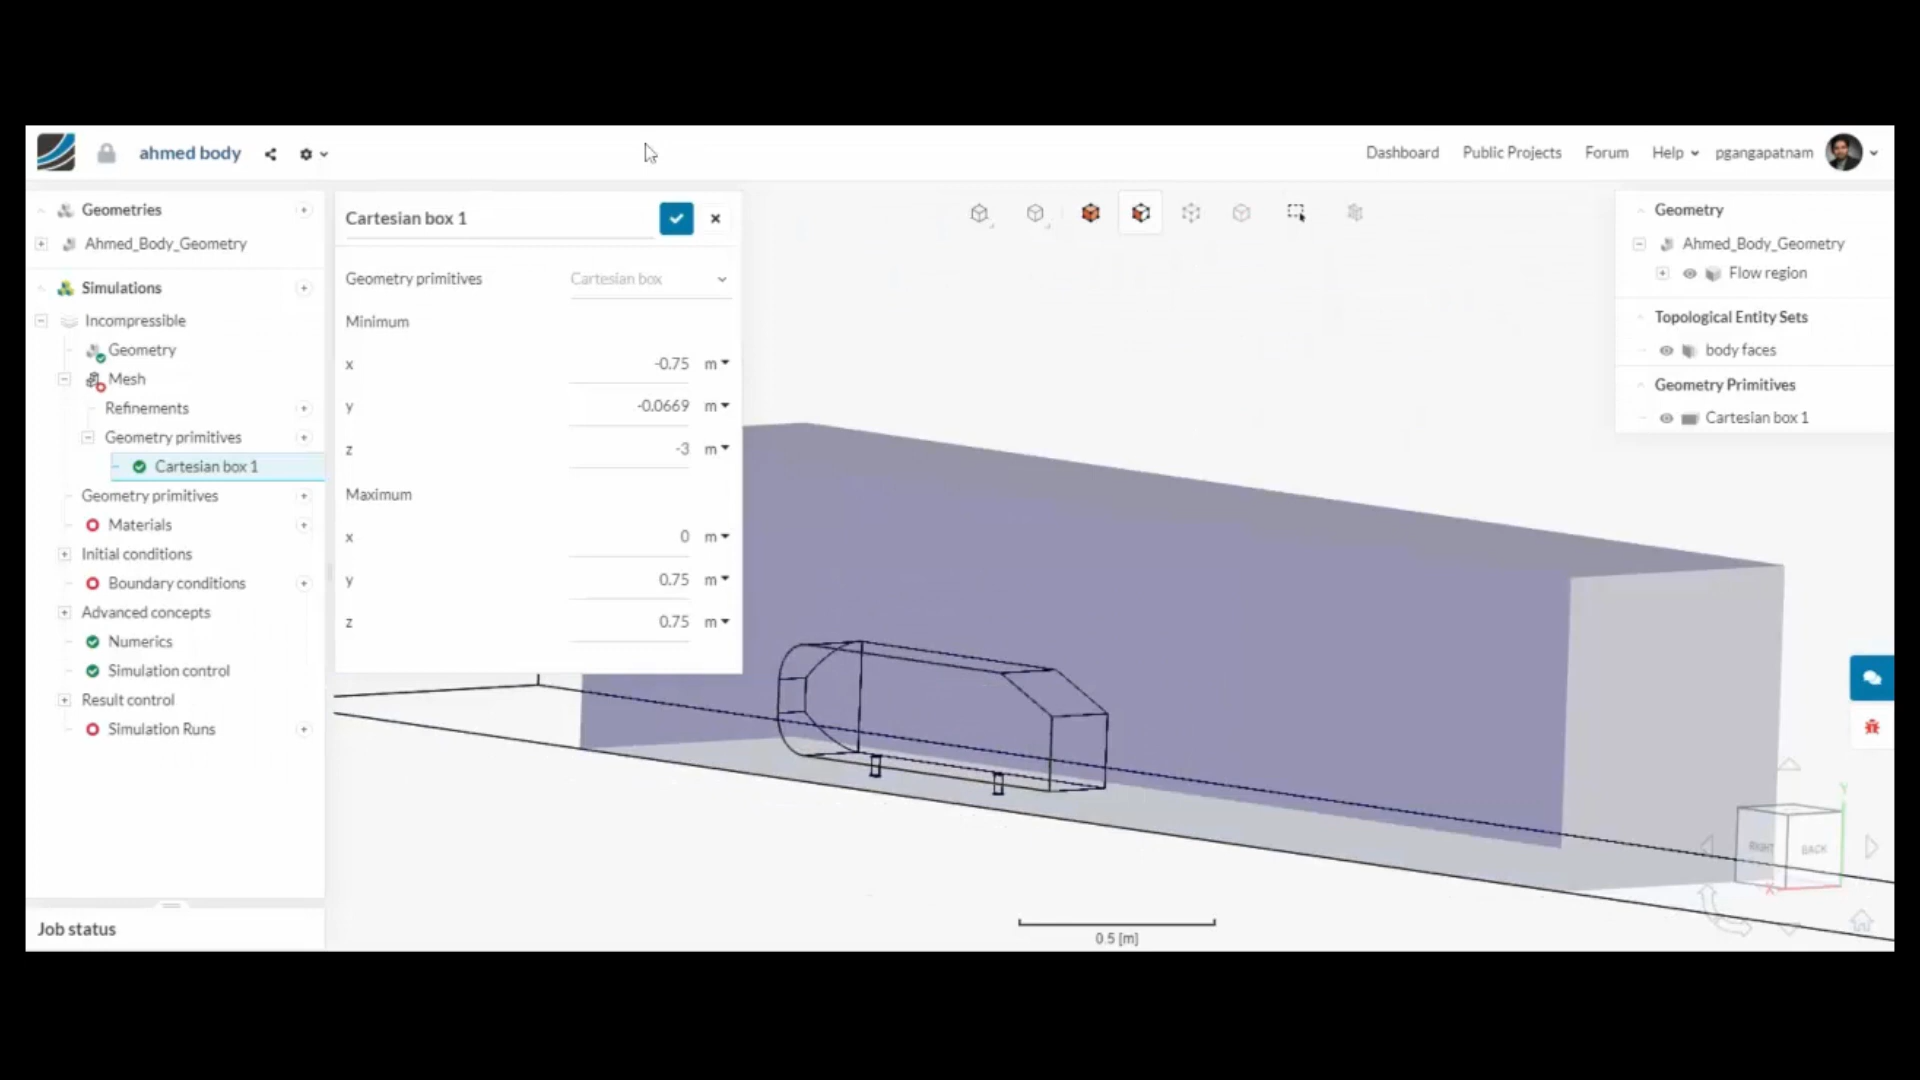 ahmed body
Dashboard
Public Projects
Forum
Help
pgangapatnam
Geometries
Ahmed_Body_Geometry
Simulations
Incompressible
Geometry
Mesh
Refinements
Geometry primitives
Cartesian box 1
Geometry primitives
Materials
Initial conditions
Boundary conditions
Advanced concepts
Numerics
Simulation control
Result control
Simulation Runs
Job status
Cartesian box 1
Geometry primitives Cartesian box
Minimum
x -0.75 m
y -0.0669 m
z -3 m
Maximum
x 0 m
y 0.75 m
z 0.75 m
Geometry
Ahmed_Body_Geometry
Flow region
Topological Entity Sets
body faces
Geometry Primitives
Cartesian box 1
Y
RIGHT
BACK
X
0.5 [m]